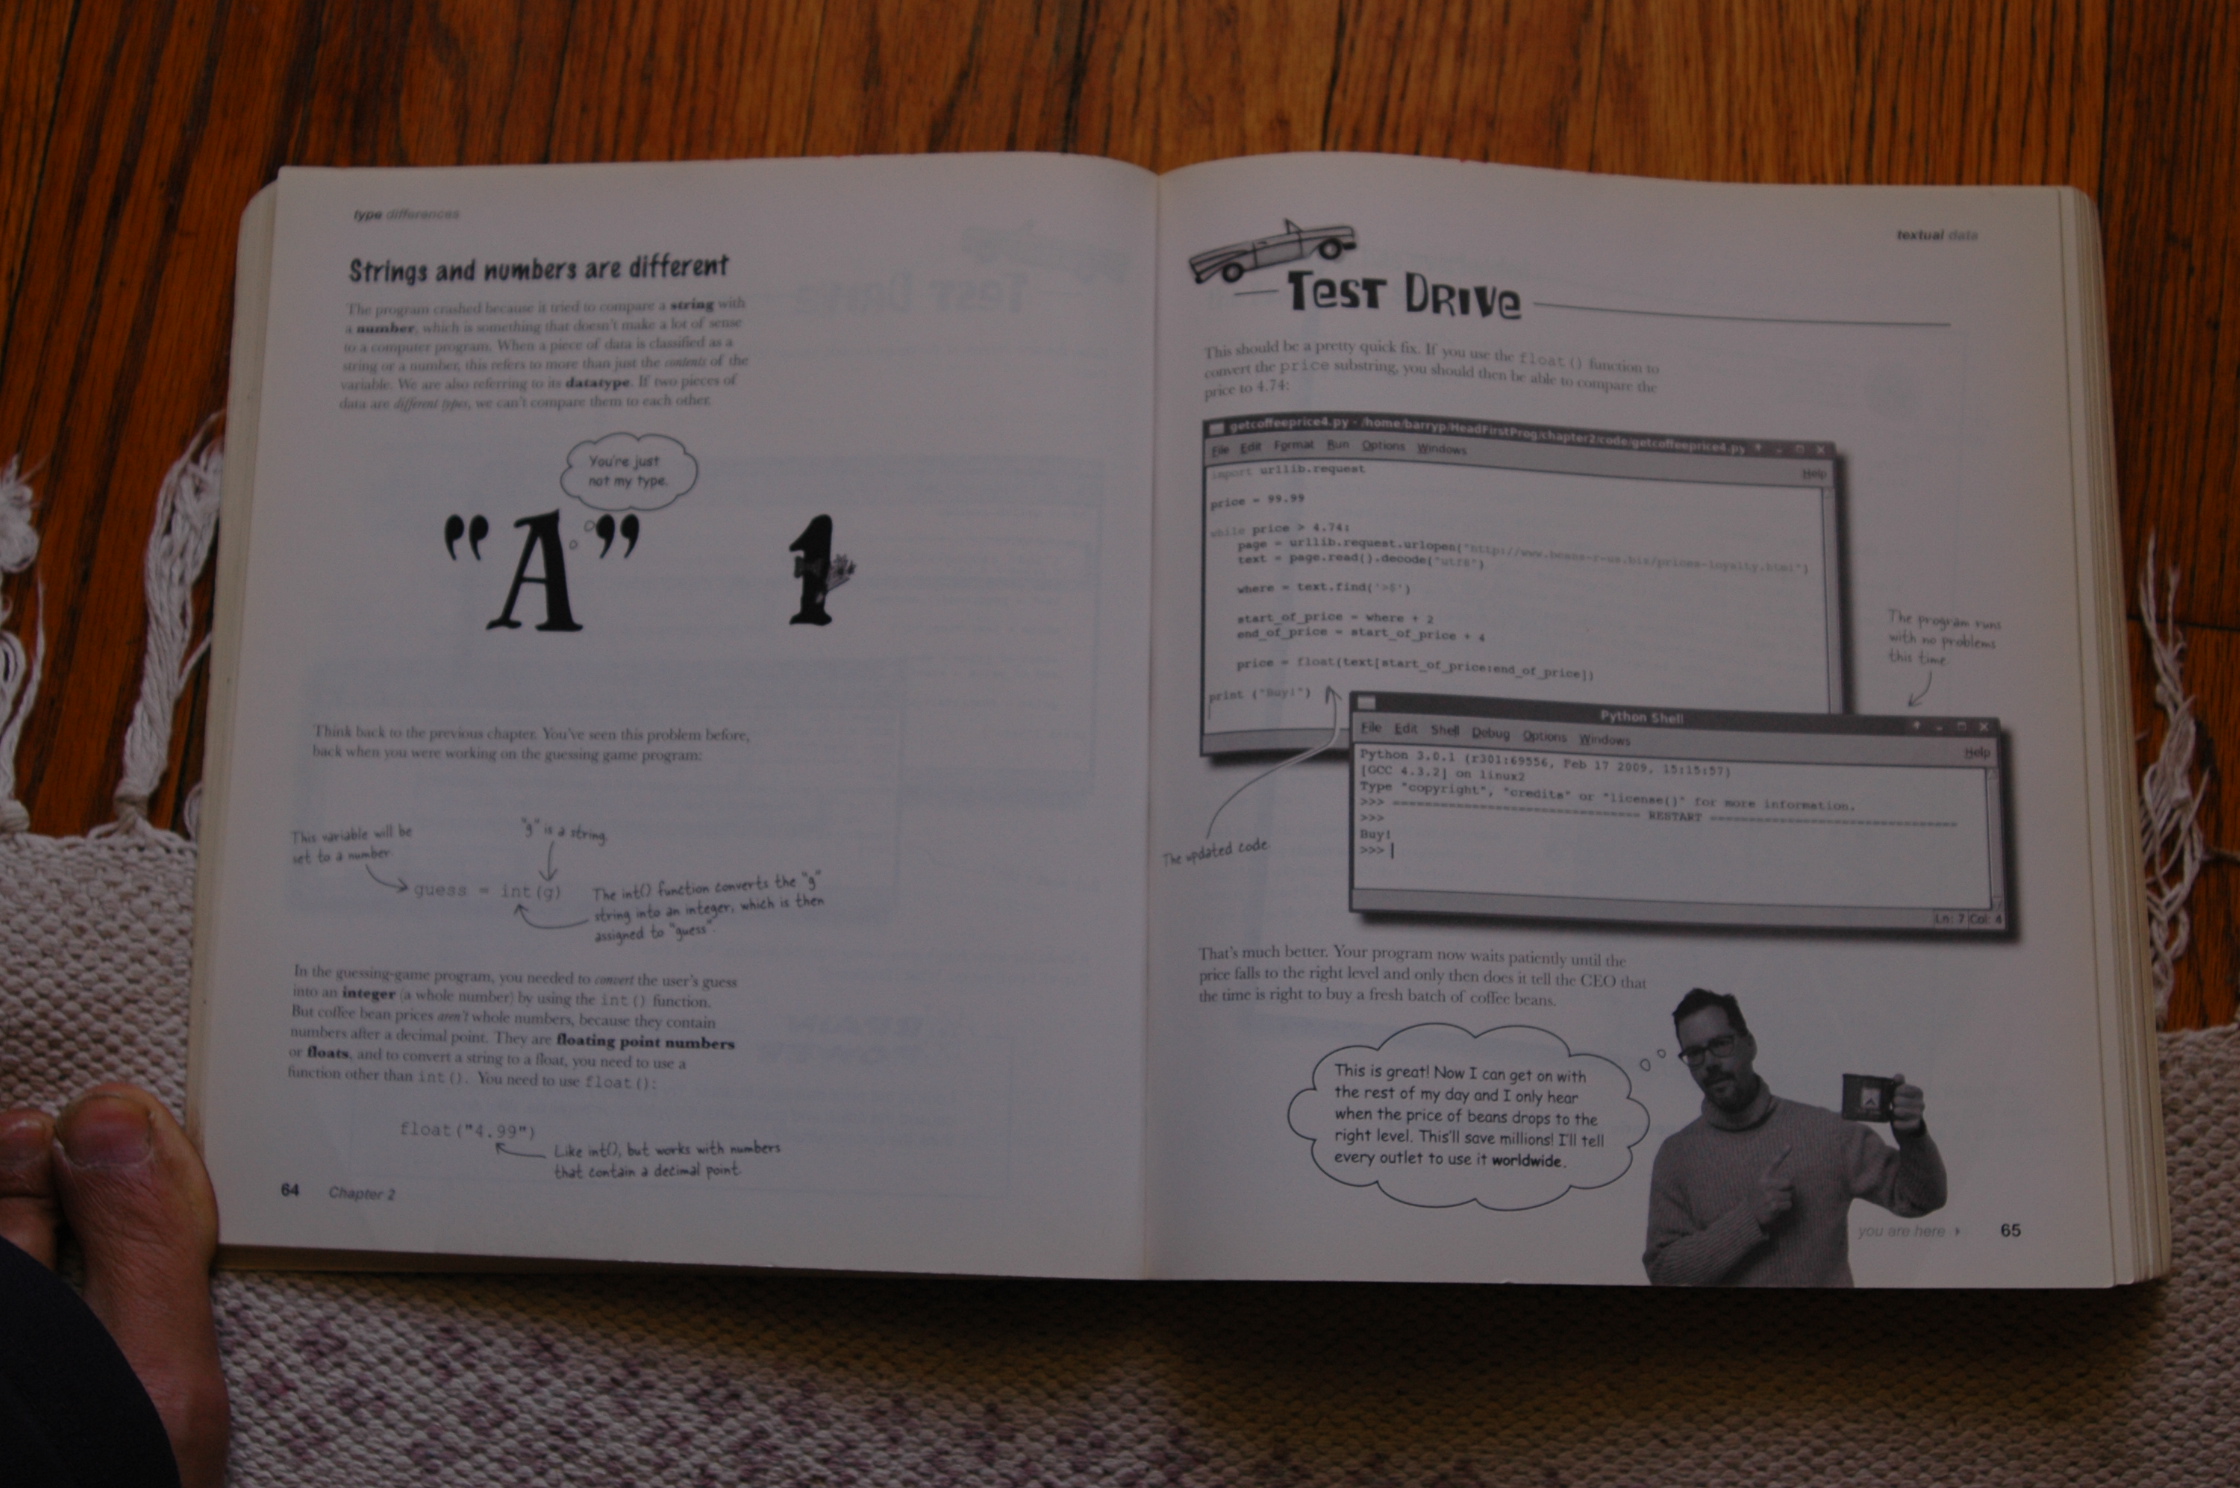 type differences
Strings and numbers are different
The program crashed because it tried to compare a string with
a number, which is something that doesn't make a lot of sense
to a computer program. When a piece of data is classified as a
string or a number, this refers to more than just the contents of the
variable. We are also referring to its datatype. If two pieces of
data are different types, we can't compare them to each other.
You're just
not my type.
“A”
1
Think back to the previous chapter. You've seen this problem before,
back when you were working on the guessing game program:
This variable will be
set to a number.
"g" is a string.
guess = int(g)
The int() function converts the "g"
string into an integer, which is then
assigned to "guess".
In the guessing-game program, you needed to convert the user's guess
into an integer (a whole number) by using the int() function.
But coffee bean prices aren't whole numbers, because they contain
numbers after a decimal point. They are floating point numbers
or floats, and to convert a string to a float, you need to use a
function other than int(). You need to use float():
float("4.99")
Like int(), but works with numbers
that contain a decimal point
64 Chapter 2
textual data
Test Drive
This should be a pretty quick fix. If you use the float() function to
convert the price substring, you should then be able to compare the
price to 4.74:
getcoffeeprice4.py - /home/barryp/HeadFirstProg/chapter2/code/getcoffeeprice4.py
File Edit Format Run Options Windows Help
import urllib.request
price = 99.99
while price > 4.74:
page = urllib.request.urlopen("http://www.beans-r-us.biz/prices-loyalty.html")
text = page.read().decode("utf8")
where = text.find('>$')
start_of_price = where + 2
end_of_price = start_of_price + 4
price = float(text[start_of_price:end_of_price])
print ("Buy!")
The updated code
The program runs
with no problems
this time.
Python Shell
File Edit Shell Debug Options Windows Help
Python 3.0.1 (r301:69556, Feb 17 2009, 15:15:57)
[GCC 4.3.2] on linux2
Type "copyright", "credits" or "license()" for more information.
>>> ================================ RESTART ================================
>>>
Buy!
>>>
Ln: 7 Col: 4
That's much better. Your program now waits patiently until the
price falls to the right level and only then does it tell the CEO that
the time is right to buy a fresh batch of coffee beans.
This is great! Now I can get on with
the rest of my day and I only hear
when the price of beans drops to the
right level. This'll save millions! I'll tell
every outlet to use it worldwide.
you are here ▸ 65